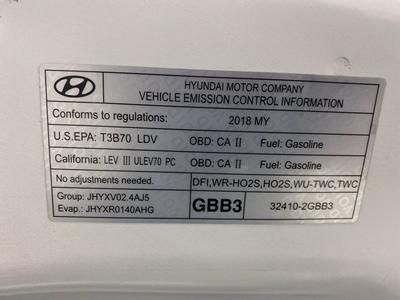 HYUNDAI MOTOR COMPANY
VEHICLE EMISSION CONTROL INFORMATION
Conforms to regulations: 2018 MY
U.S.EPA: T3B70 LDV OBD: CA II Fuel: Gasoline
California: LEV III ULEV70 PC OBD: CA II Fuel: Gasoline
No adjustments needed. DFI,WR-HO2S,HO2S,WU-TWC,TWC
Group: JHYXV02.4AJ5
Evap.: JHYXR0140AHG
GBB3
32410-2GBB3